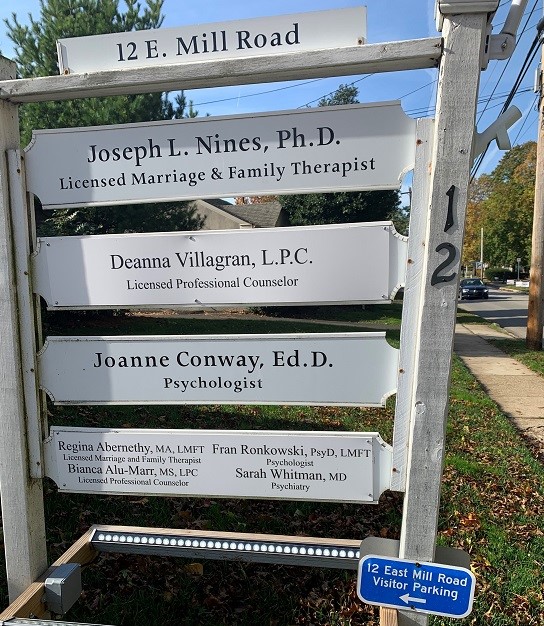 12 E. Mill Road
Joseph L. Nines, Ph.D.
Licensed Marriage & Family Therapist
Deanna Villagran, L.P.C.
Licensed Professional Counselor
12
Joanne Conway, Ed.D.
Psychologist
Regina Abernethy, MA, LMFT
Licensed Marriage and Family Therapist
Bianca Alu-Marr, MS, LPC
Licensed Professional Counselor
Fran Ronkowski, PsyD, LMFT
Psychologist
Sarah Whitman, MD
Psychiatry
12 East Mill Road
Visitor Parking